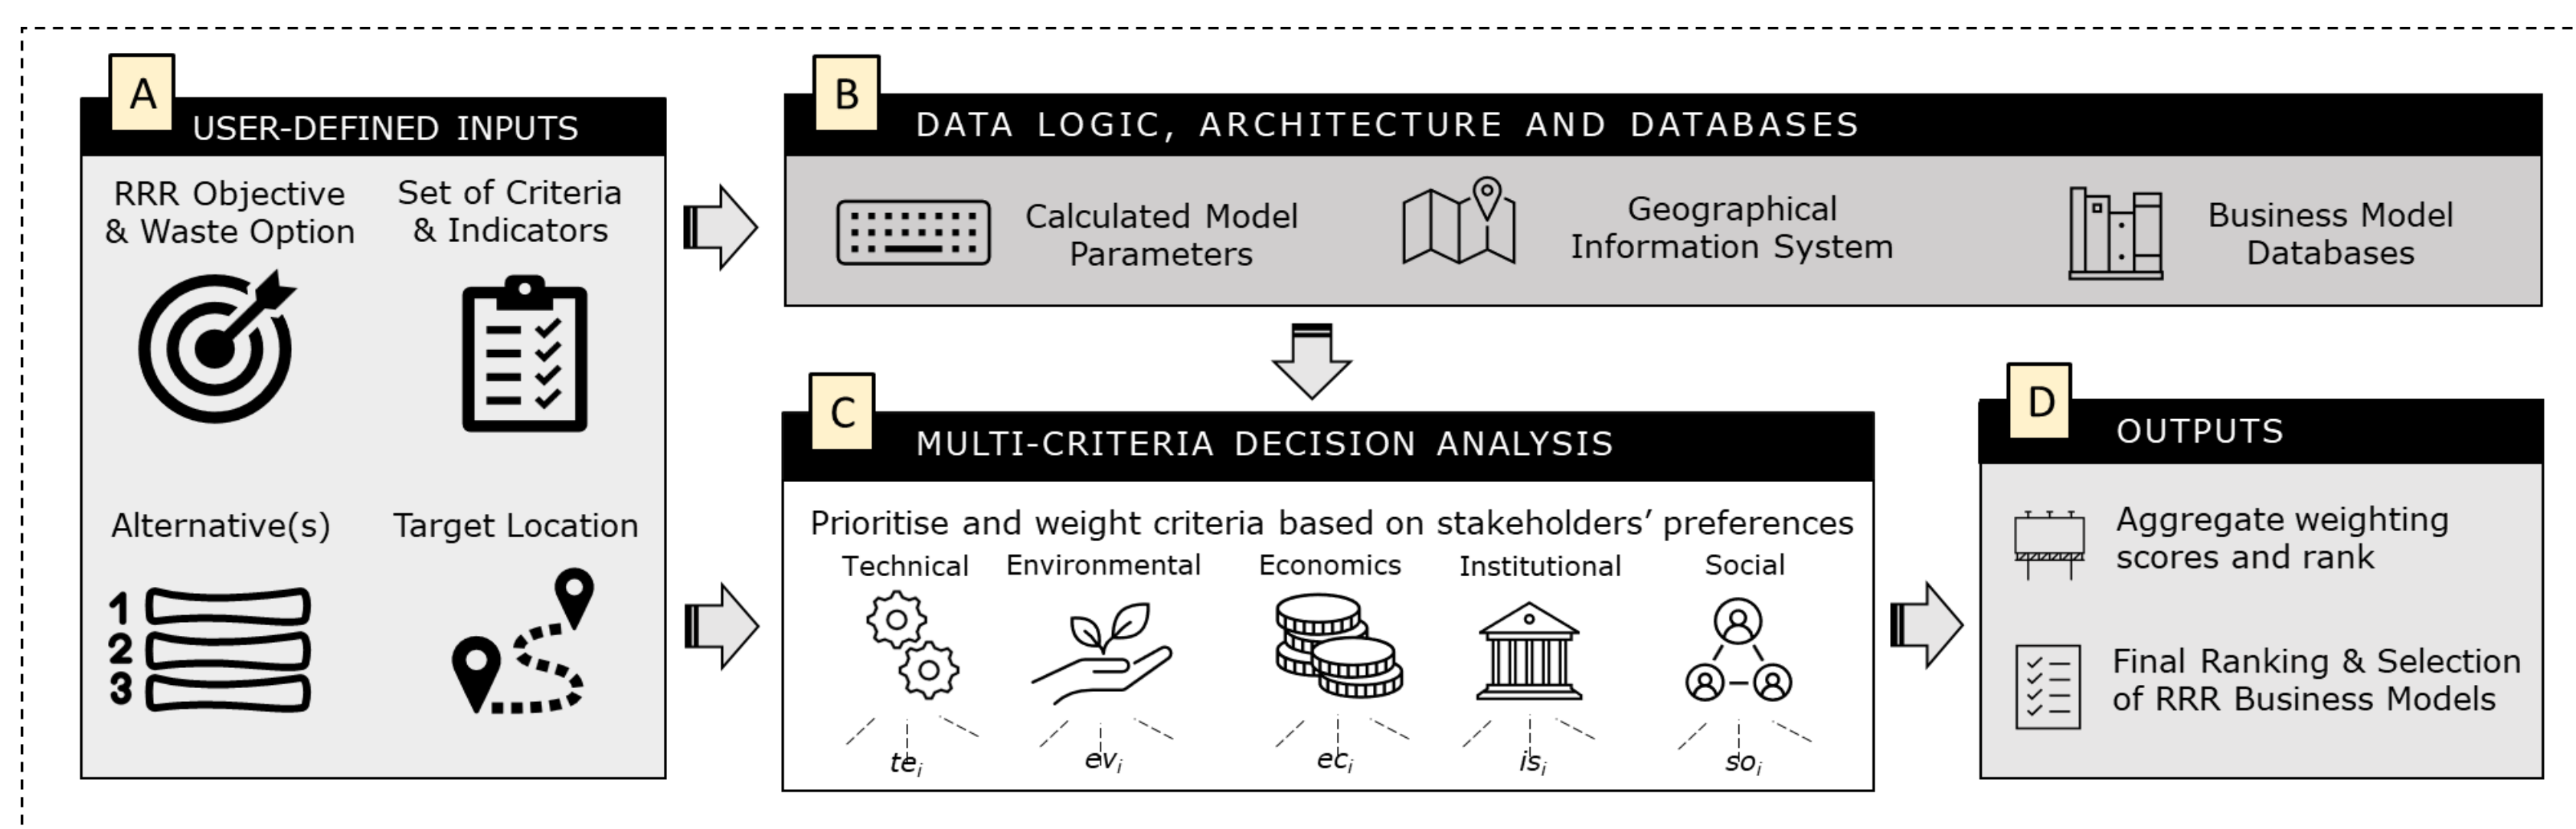 A
USER-DEFINED INPUTS
RRR Objective
& Waste Option
Set of Criteria
& Indicators
Alternative(s)
1
2
3
Target Location
B
DATA LOGIC, ARCHITECTURE AND DATABASES
Calculated Model
Parameters
Geographical
Information System
Business Model
Databases
C
MULTI-CRITERIA DECISION ANALYSIS
Prioritise and weight criteria based on stakeholders’ preferences
Technical
Environmental
Economics
Institutional
Social
teᵢ
evᵢ
ecᵢ
isᵢ
soᵢ
D
OUTPUTS
Aggregate weighting
scores and rank
Final Ranking & Selection
of RRR Business Models